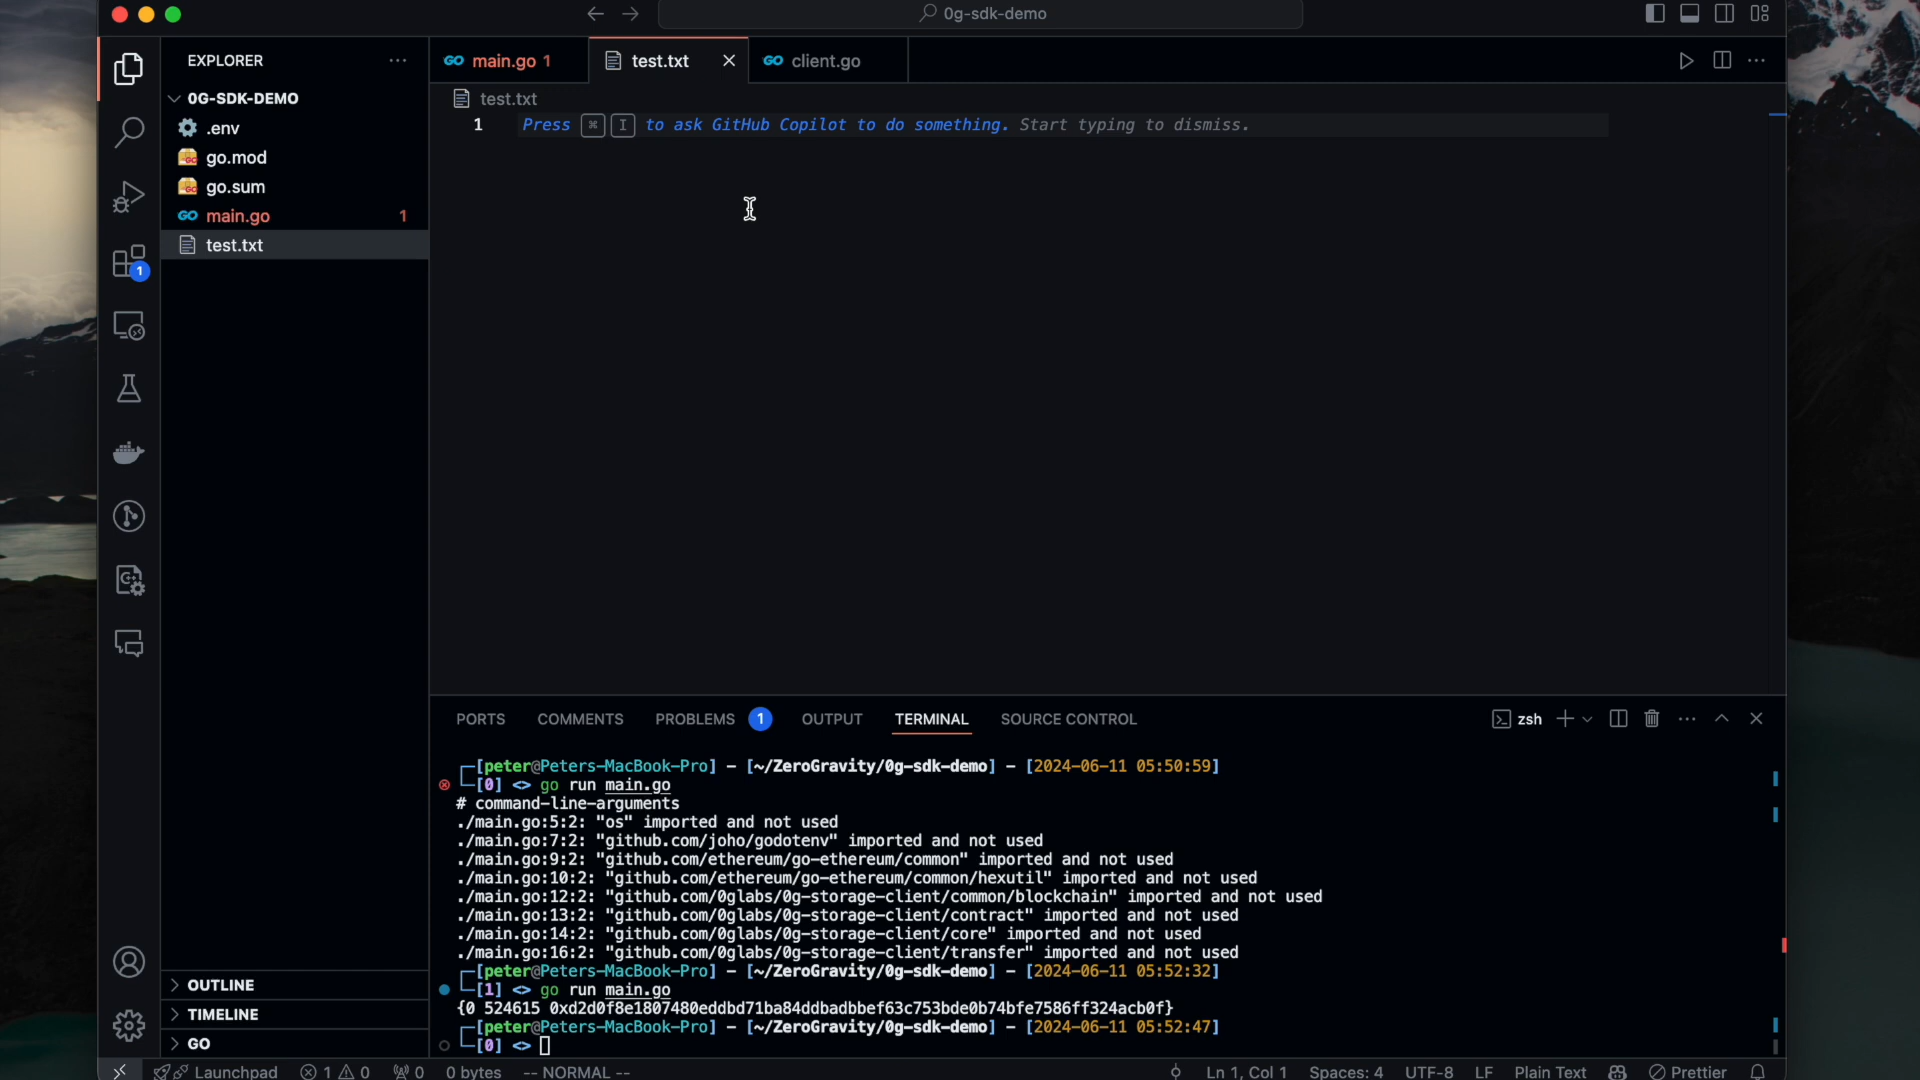 0g-sdk-demo
EXPLORER
GO main.go 1
test.txt
GO client.go
0G-SDK-DEMO
.env
go.mod
go.sum
GO main.go 1
test.txt
1
test.txt
1 Press ⌘ I to ask GitHub Copilot to do something. Start typing to dismiss.
PORTS COMMENTS PROBLEMS 1 OUTPUT TERMINAL SOURCE CONTROL
zsh
┌─[peter@Peters-MacBook-Pro] - [~/ZeroGravity/0g-sdk-demo] - [2024-06-11 05:50:59]
└─[0] <> go run main.go
# command-line-arguments
./main.go:5:2: "os" imported and not used
./main.go:7:2: "github.com/joho/godotenv" imported and not used
./main.go:9:2: "github.com/ethereum/go-ethereum/common" imported and not used
./main.go:10:2: "github.com/ethereum/go-ethereum/common/hexutil" imported and not used
./main.go:12:2: "github.com/0glabs/0g-storage-client/common/blockchain" imported and not used
./main.go:13:2: "github.com/0glabs/0g-storage-client/contract" imported and not used
./main.go:14:2: "github.com/0glabs/0g-storage-client/core" imported and not used
./main.go:16:2: "github.com/0glabs/0g-storage-client/transfer" imported and not used
┌─[peter@Peters-MacBook-Pro] - [~/ZeroGravity/0g-sdk-demo] - [2024-06-11 05:52:32]
└─[1] <> go run main.go
{0 524615 0xd2d0f8e1807480eddbd71ba84ddbadbbef63c753bde0b74bfe7586ff324acb0f}
┌─[peter@Peters-MacBook-Pro] - [~/ZeroGravity/0g-sdk-demo] - [2024-06-11 05:52:47]
└─[0] <>
OUTLINE
TIMELINE
GO
Launchpad 1 0 0 0 bytes -- NORMAL -- Ln 1, Col 1 Spaces: 4 UTF-8 LF Plain Text Prettier